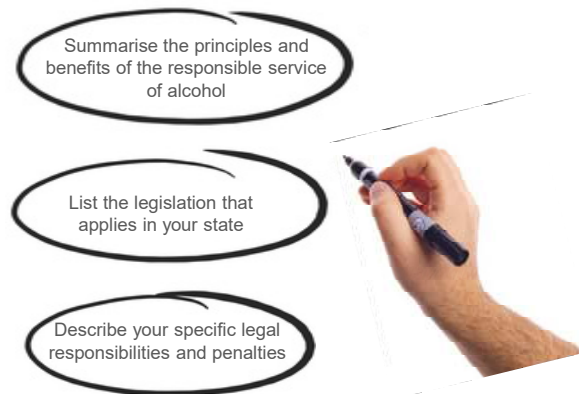 Summarise the principles and
benefits of the responsible service
of alcohol
List the legislation that
applies in your state
Describe your specific legal
responsibilities and penalties